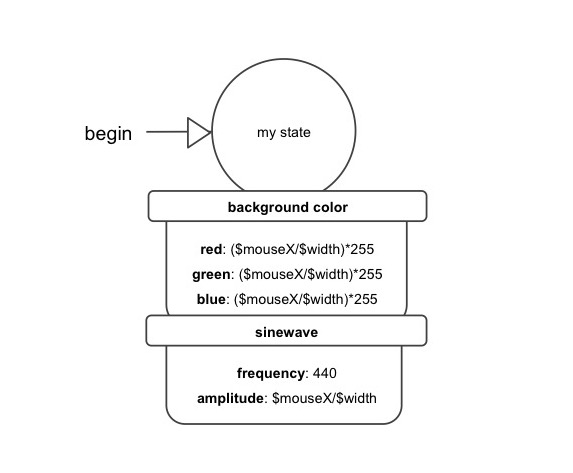 begin
my state
background color
red: ($mouseX/$width)*255
green: ($mouseX/$width)*255
blue: ($mouseX/$width)*255
sinewave
frequency: 440
amplitude: $mouseX/$width